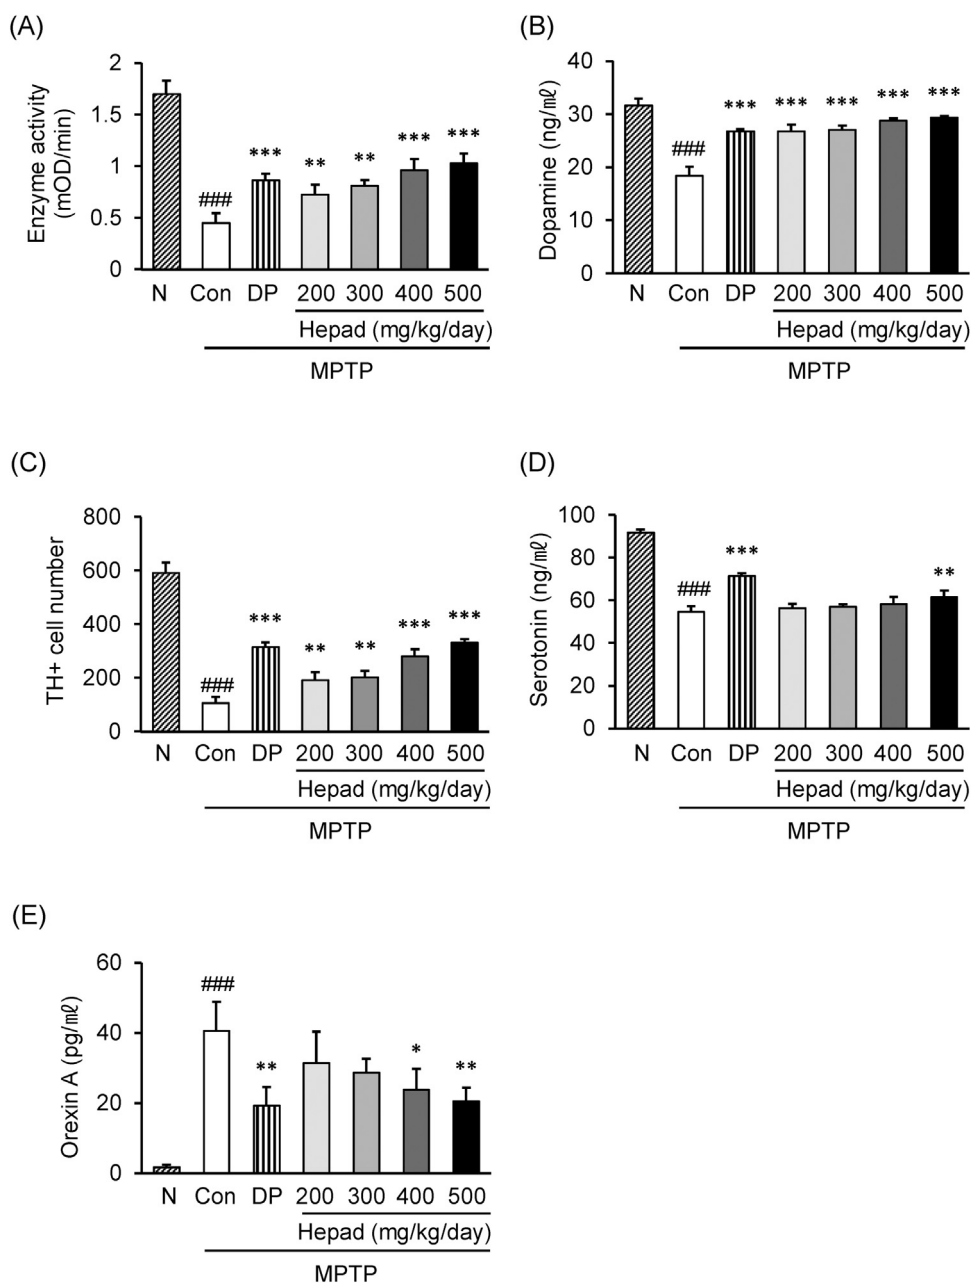 (A)
Enzyme activity
(mOD/min)
2
1.5
1
0.5
0
###
***
**
**
***
***
N Con DP 200 300 400 500
Hepad (mg/kg/day)
MPTP
(B)
Dopamine (ng/㎖)
40
30
20
10
0
###
***
***
***
***
***
N Con DP 200 300 400 500
Hepad (mg/kg/day)
MPTP
(C)
TH+ cell number
800
600
400
200
0
###
***
**
**
***
***
N Con DP 200 300 400 500
Hepad (mg/kg/day)
MPTP
(D)
Serotonin (ng/㎖)
100
80
60
40
20
0
###
***
**
N Con DP 200 300 400 500
Hepad (mg/kg/day)
MPTP
(E)
Orexin A (pg/㎖)
60
40
20
0
###
**
*
**
N Con DP 200 300 400 500
Hepad (mg/kg/day)
MPTP